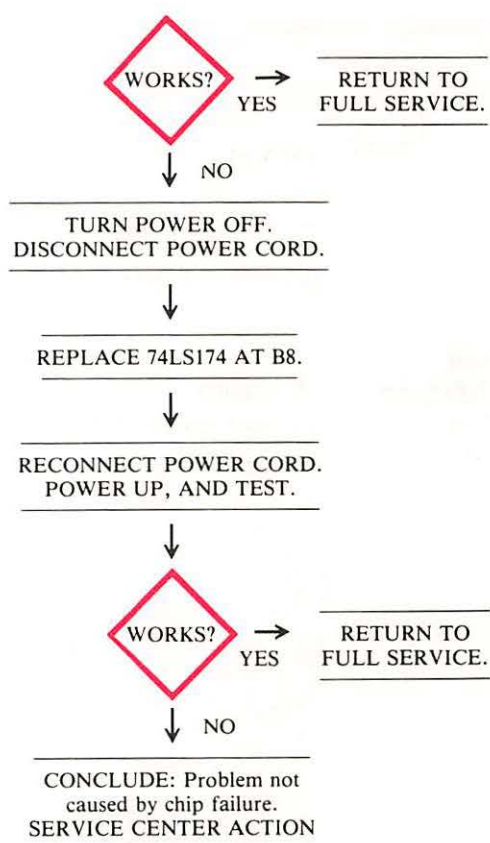 WORKS?
YES
RETURN TO
FULL SERVICE.
NO
TURN POWER OFF.
DISCONNECT POWER CORD.
REPLACE 74LS174 AT B8.
RECONNECT POWER CORD.
POWER UP, AND TEST.
WORKS?
YES
RETURN TO
FULL SERVICE.
NO
CONCLUDE: Problem not
caused by chip failure.
SERVICE CENTER ACTION